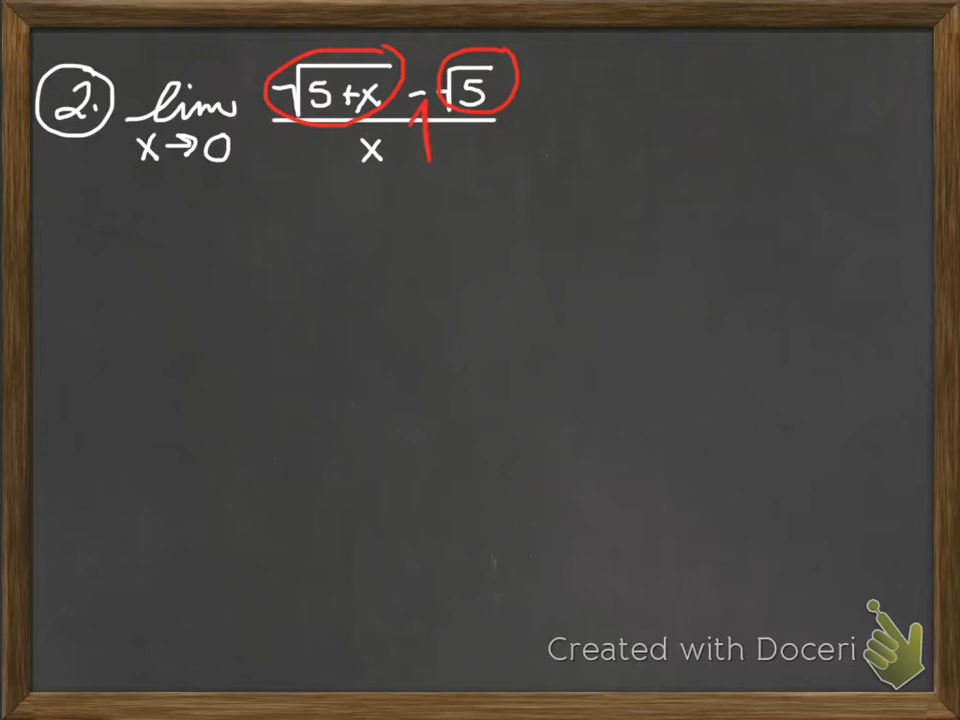 2. lim √(5+x) - √5
x→0 x
Created with Doceri